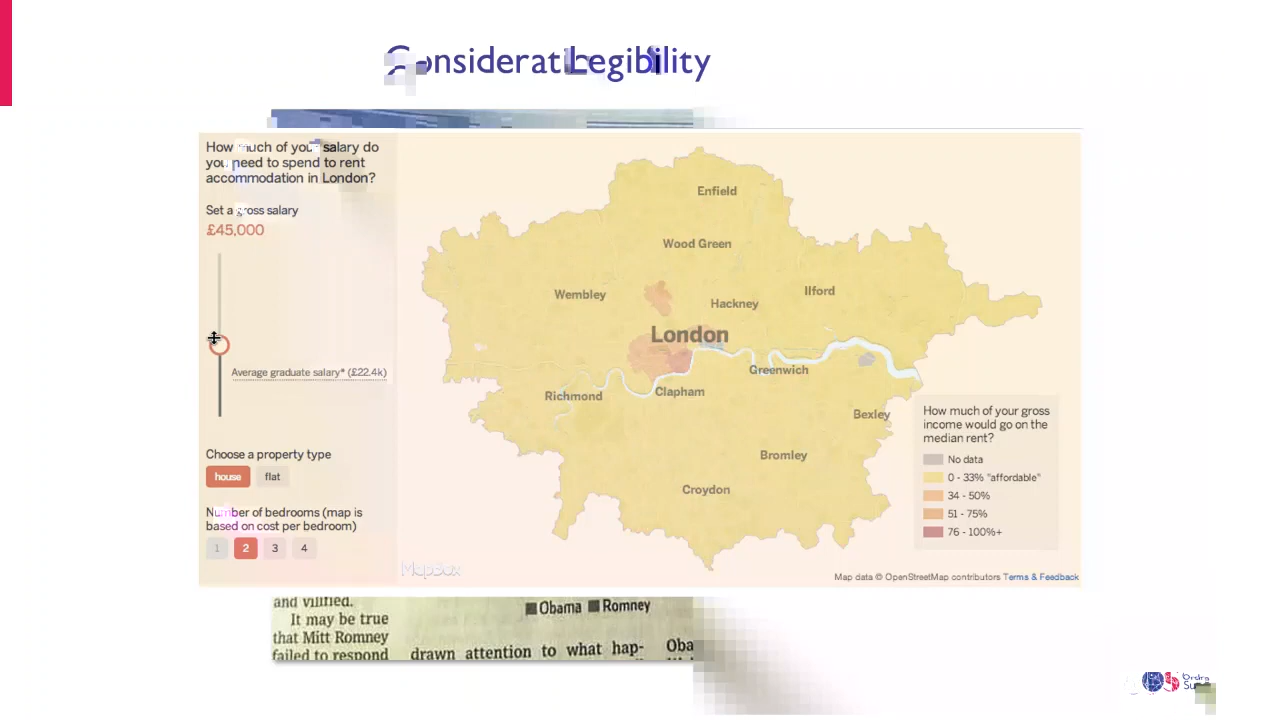 Legibility
How much of your salary do
you need to spend to rent
accommodation in London?
Set a gross salary
£45,000
Average graduate salary* (£22.4k)
Choose a property type
house flat
Number of bedrooms (map is
based on cost per bedroom)
1 2 3 4
Enfield
Wood Green
Wembley
Ilford
Hackney
London
Greenwich
Clapham
Richmond
Bexley
Bromley
Croydon
How much of your gross
income would go on the
median rent?
No data
0 - 33% "affordable"
34 - 50%
51 - 75%
76 - 100%+
MapBox
Map data © OpenStreetMap contributors Terms & Feedback
and vilified.
It may be true
that Mitt Romney
failed to respond
Obama Romney
drawn attention to what hap-
Oba